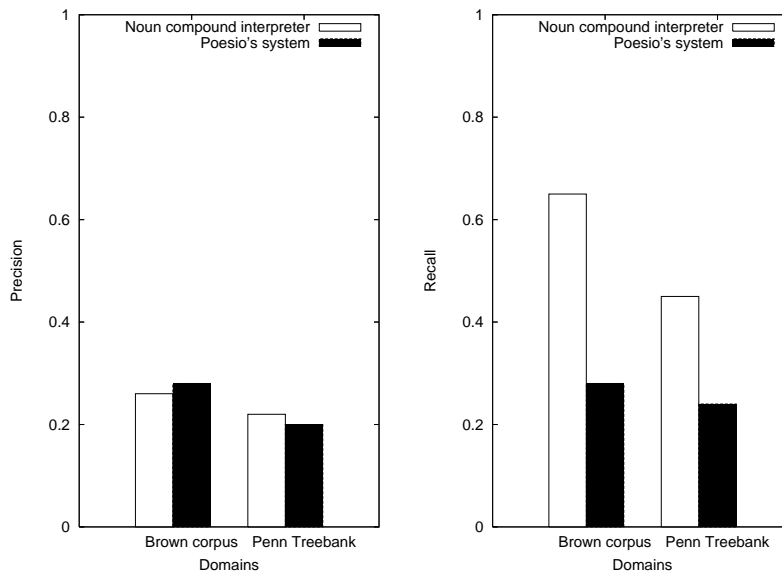 Noun compound interpreter
Poesio's system
1
0.8
0.6
0.4
0.2
0
Precision
Brown corpus Penn Treebank
Domains
Noun compound interpreter
Poesio's system
1
0.8
0.6
0.4
0.2
0
Recall
Brown corpus Penn Treebank
Domains